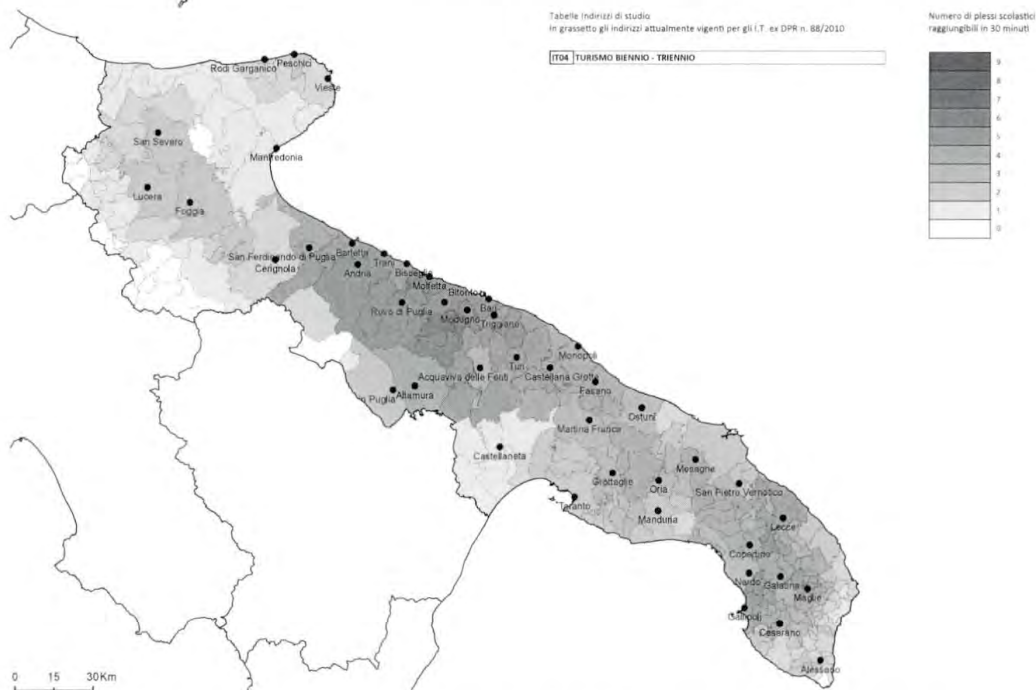 Tabelle Indirizzi di studio
in grassetto gli indirizzi attualmente vigenti per gli I.T. ex DPR n. 88/2010
IT04 TURISMO BIENNIO - TRIENNIO
Numero di plessi scolastici
raggiungibili in 30 minuti
9
8
7
6
5
4
3
2
1
0
Rodi Garganico
Peschici
Vieste
San Severo
Manfredonia
Lucera
Foggia
San Ferdinando di Puglia
Cerignola
Barletta
Andria
Trani
Bisceglie
Molfetta
Bitonto
Bari
Ruvo di Puglia
Modugno
Triggiano
Monopoli
Turi
Acquaviva delle Fonti
Castellana Grotte
Fasano
n Puglia
Altamura
Ostuni
Martina Franca
Castellaneta
Mesagne
Grottaglie
Oria
San Pietro Vernotico
Taranto
Manduria
Lecce
Copertino
Nardo
Galatina
Maglie
Gallipoli
Casarano
Alessano
0 15 30 Km